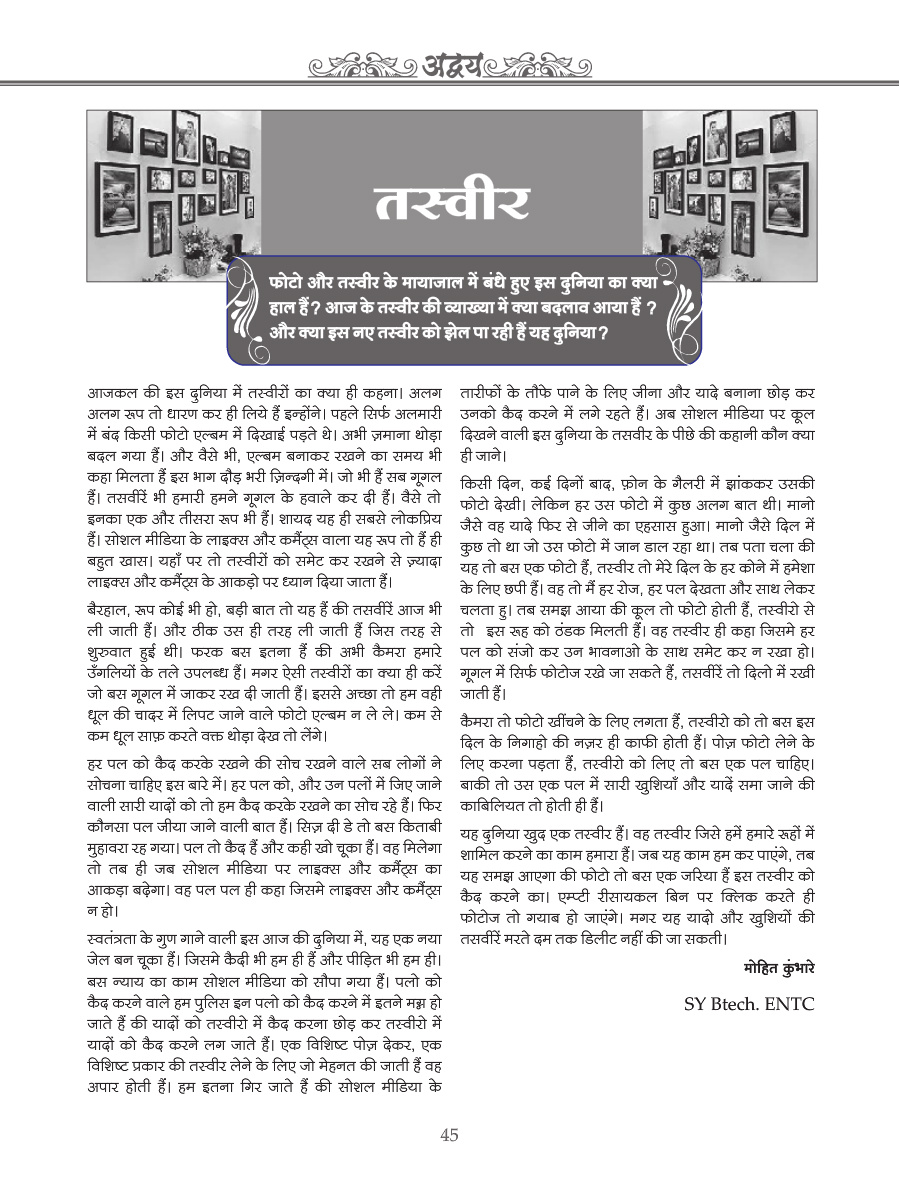 अद्वय
तस्वीर
फोटो और तस्वीर के मायाजाल में बंधे हुए इस दुनिया का क्या
हाल हैं? आज के तस्वीर की व्याख्या में क्या बदलाव आया हैं ?
और क्या इस नए तस्वीर को झेल पा रही हैं यह दुनिया?
आजकल की इस दुनिया में तस्वीरों का क्या ही कहना। अलग
अलग रूप तो धारण कर ही लिये हैं इन्होंने। पहले सिर्फ अलमारी
में बंद किसी फोटो एल्बम में दिखाई पड़ते थे। अभी ज़माना थोड़ा
बदल गया हैं। और वैसे भी, एल्बम बनाकर रखने का समय भी
कहा मिलता हैं इस भाग दौड़ भरी ज़िन्दगी में। जो भी हैं सब गूगल
हैं। तसवीरें भी हमारी हमने गूगल के हवाले कर दी हैं। वैसे तो
इनका एक और तीसरा रूप भी हैं। शायद यह ही सबसे लोकप्रिय
हैं। सोशल मीडिया के लाइक्स और कमैंट्स वाला यह रूप तो हैं ही
बहुत खास। यहाँ पर तो तस्वीरों को समेट कर रखने से ज़्यादा
लाइक्स और कमैंट्स के आकड़ो पर ध्यान दिया जाता हैं।
बैरहाल, रूप कोई भी हो, बड़ी बात तो यह हैं की तसवीरें आज भी
ली जाती हैं। और ठीक उस ही तरह ली जाती हैं जिस तरह से
शुरुवात हुई थी। फरक बस इतना हैं की अभी कैमरा हमारे
उँगलियों के तले उपलब्ध हैं। मगर ऐसी तस्वीरों का क्या ही करें
जो बस गूगल में जाकर रख दी जाती हैं। इससे अच्छा तो हम वही
धूल की चादर में लिपट जाने वाले फोटो एल्बम न ले ले। कम से
कम धूल साफ़ करते वक्त थोड़ा देख तो लेंगे।
हर पल को कैद करके रखने की सोच रखने वाले सब लोगों ने
सोचना चाहिए इस बारे में। हर पल को, और उन पलों में जिए जाने
वाली सारी यादों को तो हम कैद करके रखने का सोच रहे हैं। फिर
कौनसा पल जीया जाने वाली बात हैं। सिज़ दी डे तो बस किताबी
मुहावरा रह गया। पल तो कैद हैं और कही खो चूका हैं। वह मिलेगा
तो तब ही जब सोशल मीडिया पर लाइक्स और कमैंट्स का
आकड़ा बढ़ेगा। वह पल पल ही कहा जिसमे लाइक्स और कमैंट्स
न हो।
स्वतंत्रता के गुण गाने वाली इस आज की दुनिया में, यह एक नया
जेल बन चूका हैं। जिसमे कैदी भी हम ही हैं और पीड़ित भी हम ही।
बस न्याय का काम सोशल मीडिया को सौपा गया हैं। पलो को
कैद करने वाले हम पुलिस इन पलो को कैद करने में इतने मग्न हो
जाते हैं की यादों को तस्वीरो में कैद करना छोड़ कर तस्वीरो में
यादों को कैद करने लग जाते हैं। एक विशिष्ट पोज़ देकर, एक
विशिष्ट प्रकार की तस्वीर लेने के लिए जो मेहनत की जाती हैं वह
अपार होती हैं। हम इतना गिर जाते हैं की सोशल मीडिया के
तारीफों के तौफे पाने के लिए जीना और यादे बनाना छोड़ कर
उनको कैद करने में लगे रहते हैं। अब सोशल मीडिया पर कूल
दिखने वाली इस दुनिया के तसवीर के पीछे की कहानी कौन क्या
ही जाने।
किसी दिन, कई दिनों बाद, फ़ोन के गैलरी में झांककर उसकी
फोटो देखी। लेकिन हर उस फोटो में कुछ अलग बात थी। मानो
जैसे वह यादे फिर से जीने का एहसास हुआ। मानो जैसे दिल में
कुछ तो था जो उस फोटो में जान डाल रहा था। तब पता चला की
यह तो बस एक फोटो हैं, तस्वीर तो मेरे दिल के हर कोने में हमेशा
के लिए छपी हैं। वह तो मैं हर रोज, हर पल देखता और साथ लेकर
चलता हु। तब समझ आया की कूल तो फोटो होती हैं, तस्वीरो से
तो इस रूह को ठंडक मिलती हैं। वह तस्वीर ही कहा जिसमे हर
पल को संजो कर उन भावनाओ के साथ समेट कर न रखा हो।
गूगल में सिर्फ फोटोज रखे जा सकते हैं, तसवीरें तो दिलो में रखी
जाती हैं।
कैमरा तो फोटो खींचने के लिए लगता हैं, तस्वीरो को तो बस इस
दिल के निगाहो की नज़र ही काफी होती हैं। पोज़ फोटो लेने के
लिए करना पड़ता हैं, तस्वीरो को लिए तो बस एक पल चाहिए।
बाकी तो उस एक पल में सारी खुशियाँ और यादें समा जाने की
काबिलियत तो होती ही हैं।
यह दुनिया खुद एक तस्वीर हैं। वह तस्वीर जिसे हमें हमारे रूहों में
शामिल करने का काम हमारा हैं। जब यह काम हम कर पाएंगे, तब
यह समझ आएगा की फोटो तो बस एक जरिया हैं इस तस्वीर को
कैद करने का। एम्प्टी रीसायकल बिन पर क्लिक करते ही
फोटोज तो गायब हो जाएंगे। मगर यह यादो और खुशियों की
तसवीरें मरते दम तक डिलीट नहीं की जा सकती।
मोहित कुंभारे
SY Btech. ENTC
45